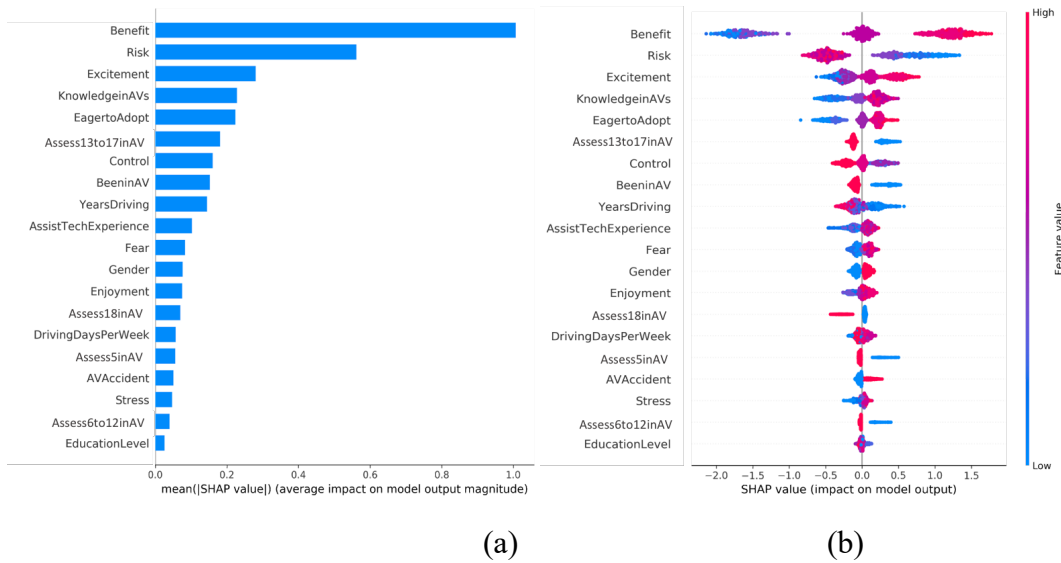 Benefit
Risk
Excitement
KnowledgeinAVs
EagertoAdopt
Assess13to17inAV
Control
BeeninAV
YearsDriving
AssistTechExperience
Fear
Gender
Enjoyment
Assess18inAV
DrivingDaysPerWeek
Assess5inAV
AVAccident
Stress
Assess6to12inAV
EducationLevel
0.0 0.2 0.4 0.6 0.8 1.0
mean(|SHAP value|) (average impact on model output magnitude)
(a)
Benefit
Risk
Excitement
KnowledgeinAVs
EagertoAdopt
Assess13to17inAV
Control
BeeninAV
YearsDriving
AssistTechExperience
Fear
Gender
Enjoyment
Assess18inAV
DrivingDaysPerWeek
Assess5inAV
AVAccident
Stress
Assess6to12inAV
EducationLevel
−2.0 −1.5 −1.0 −0.5 0.0 0.5 1.0 1.5
SHAP value (impact on model output)
High
Feature value
Low
(b)